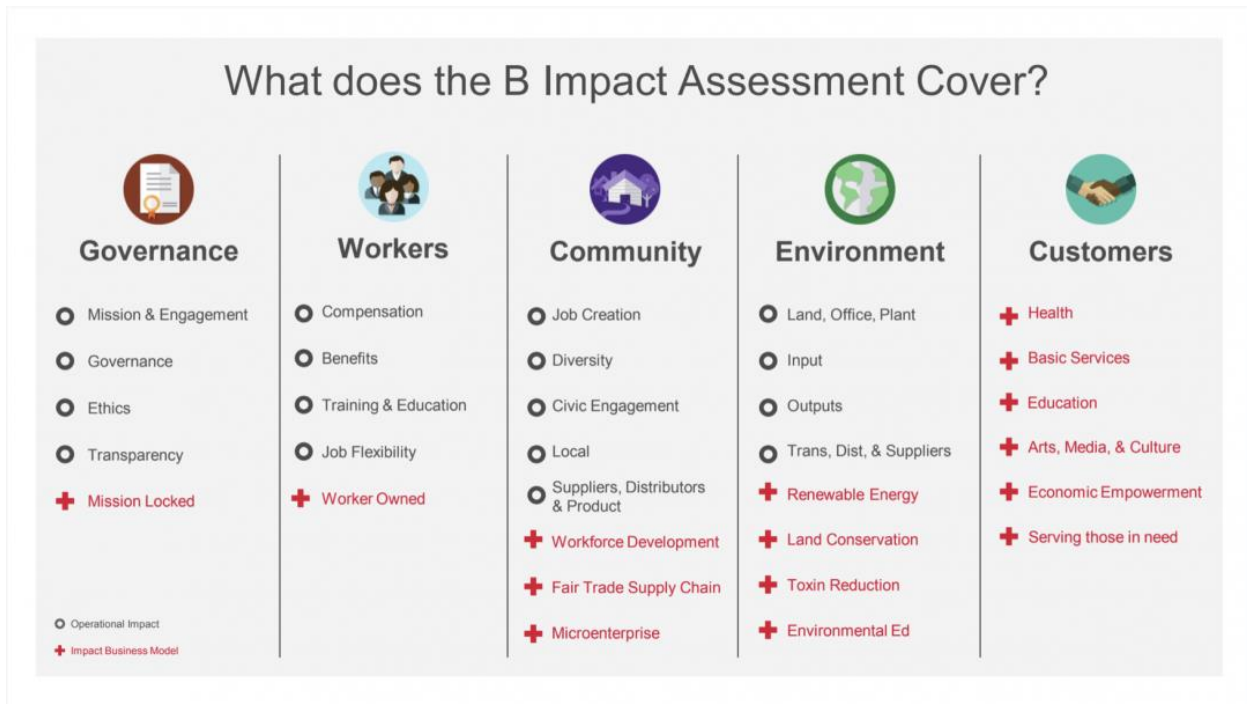 What does the B Impact Assessment Cover?
Governance
Mission & Engagement
Governance
Ethics
Transparency
Mission Locked
Workers
Compensation
Benefits
Training & Education
Job Flexibility
Worker Owned
Community
Job Creation
Diversity
Civic Engagement
Local
Suppliers, Distributors
& Product
Workforce Development
Fair Trade Supply Chain
Microenterprise
Environment
Land, Office, Plant
Input
Outputs
Trans, Dist, & Suppliers
Renewable Energy
Land Conservation
Toxin Reduction
Environmental Ed
Customers
Health
Basic Services
Education
Arts, Media, & Culture
Economic Empowerment
Serving those in need
Operational Impact
Impact Business Model